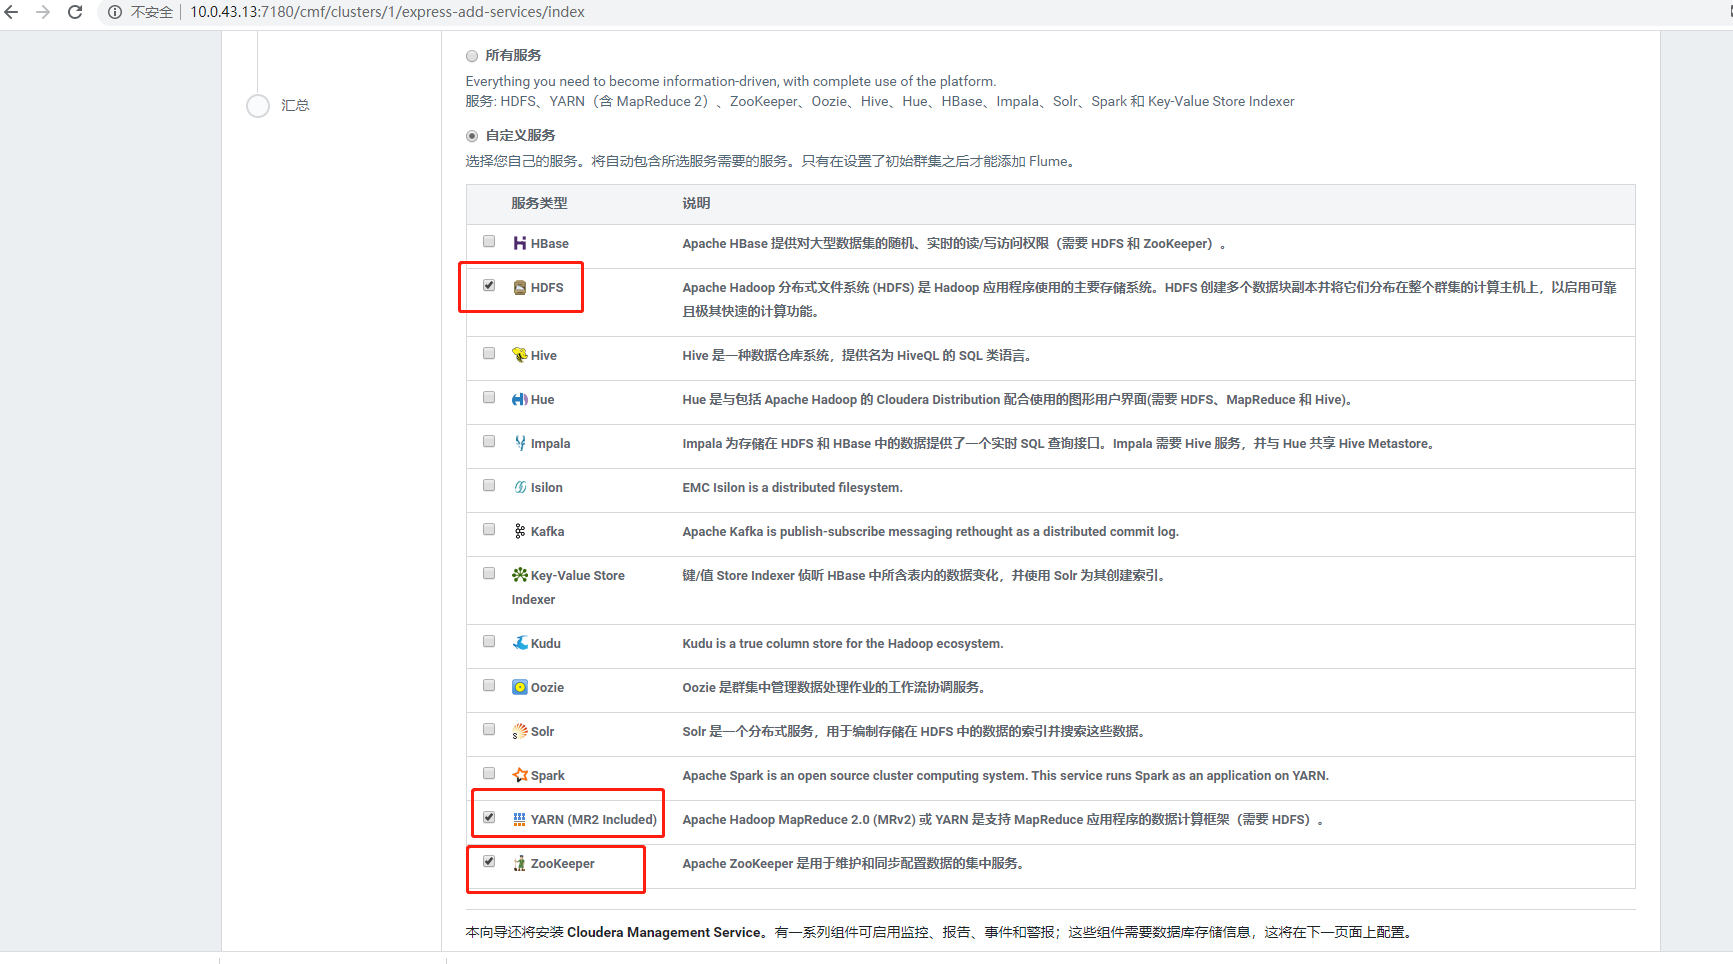 不安全 10.0.43.13:7180/cmf/clusters/1/express-add-services/index
汇总
所有服务
Everything you need to become information-driven, with complete use of the platform.
服务: HDFS、YARN（含 MapReduce 2）、ZooKeeper、Oozie、Hive、Hue、HBase、Impala、Solr、Spark 和 Key-Value Store Indexer
自定义服务
选择您自己的服务。将自动包含所选服务需要的服务。只有在设置了初始群集之后才能添加 Flume。
服务类型 说明
HBase Apache HBase 提供对大型数据集的随机、实时的读/写访问权限（需要 HDFS 和 ZooKeeper）。
HDFS Apache Hadoop 分布式文件系统 (HDFS) 是 Hadoop 应用程序使用的主要存储系统。HDFS 创建多个数据块副本并将它们分布在整个群集的计算主机上，以启用可靠
且极其快速的计算功能。
Hive Hive 是一种数据仓库系统，提供名为 HiveQL 的 SQL 类语言。
Hue Hue 是与包括 Apache Hadoop 的 Cloudera Distribution 配合使用的图形用户界面(需要 HDFS、MapReduce 和 Hive)。
Impala Impala 为存储在 HDFS 和 HBase 中的数据提供了一个实时 SQL 查询接口。Impala 需要 Hive 服务，并与 Hue 共享 Hive Metastore。
Isilon EMC Isilon is a distributed filesystem.
Kafka Apache Kafka is publish-subscribe messaging rethought as a distributed commit log.
Key-Value Store 键/值 Store Indexer 侦听 HBase 中所含表内的数据变化，并使用 Solr 为其创建索引。
Indexer
Kudu Kudu is a true column store for the Hadoop ecosystem.
Oozie Oozie 是群集中管理数据处理作业的工作流协调服务。
Solr Solr 是一个分布式服务，用于编制存储在 HDFS 中的数据的索引并搜索这些数据。
Spark Apache Spark is an open source cluster computing system. This service runs Spark as an application on YARN.
YARN (MR2 Included) Apache Hadoop MapReduce 2.0 (MRv2) 或 YARN 是支持 MapReduce 应用程序的数据计算框架（需要 HDFS）。
ZooKeeper Apache ZooKeeper 是用于维护和同步配置数据的集中服务。
本向导还将安装 Cloudera Management Service。有一系列组件可启用监控、报告、事件和警报；这些组件需要数据库存储信息，这将在下一页面上配置。